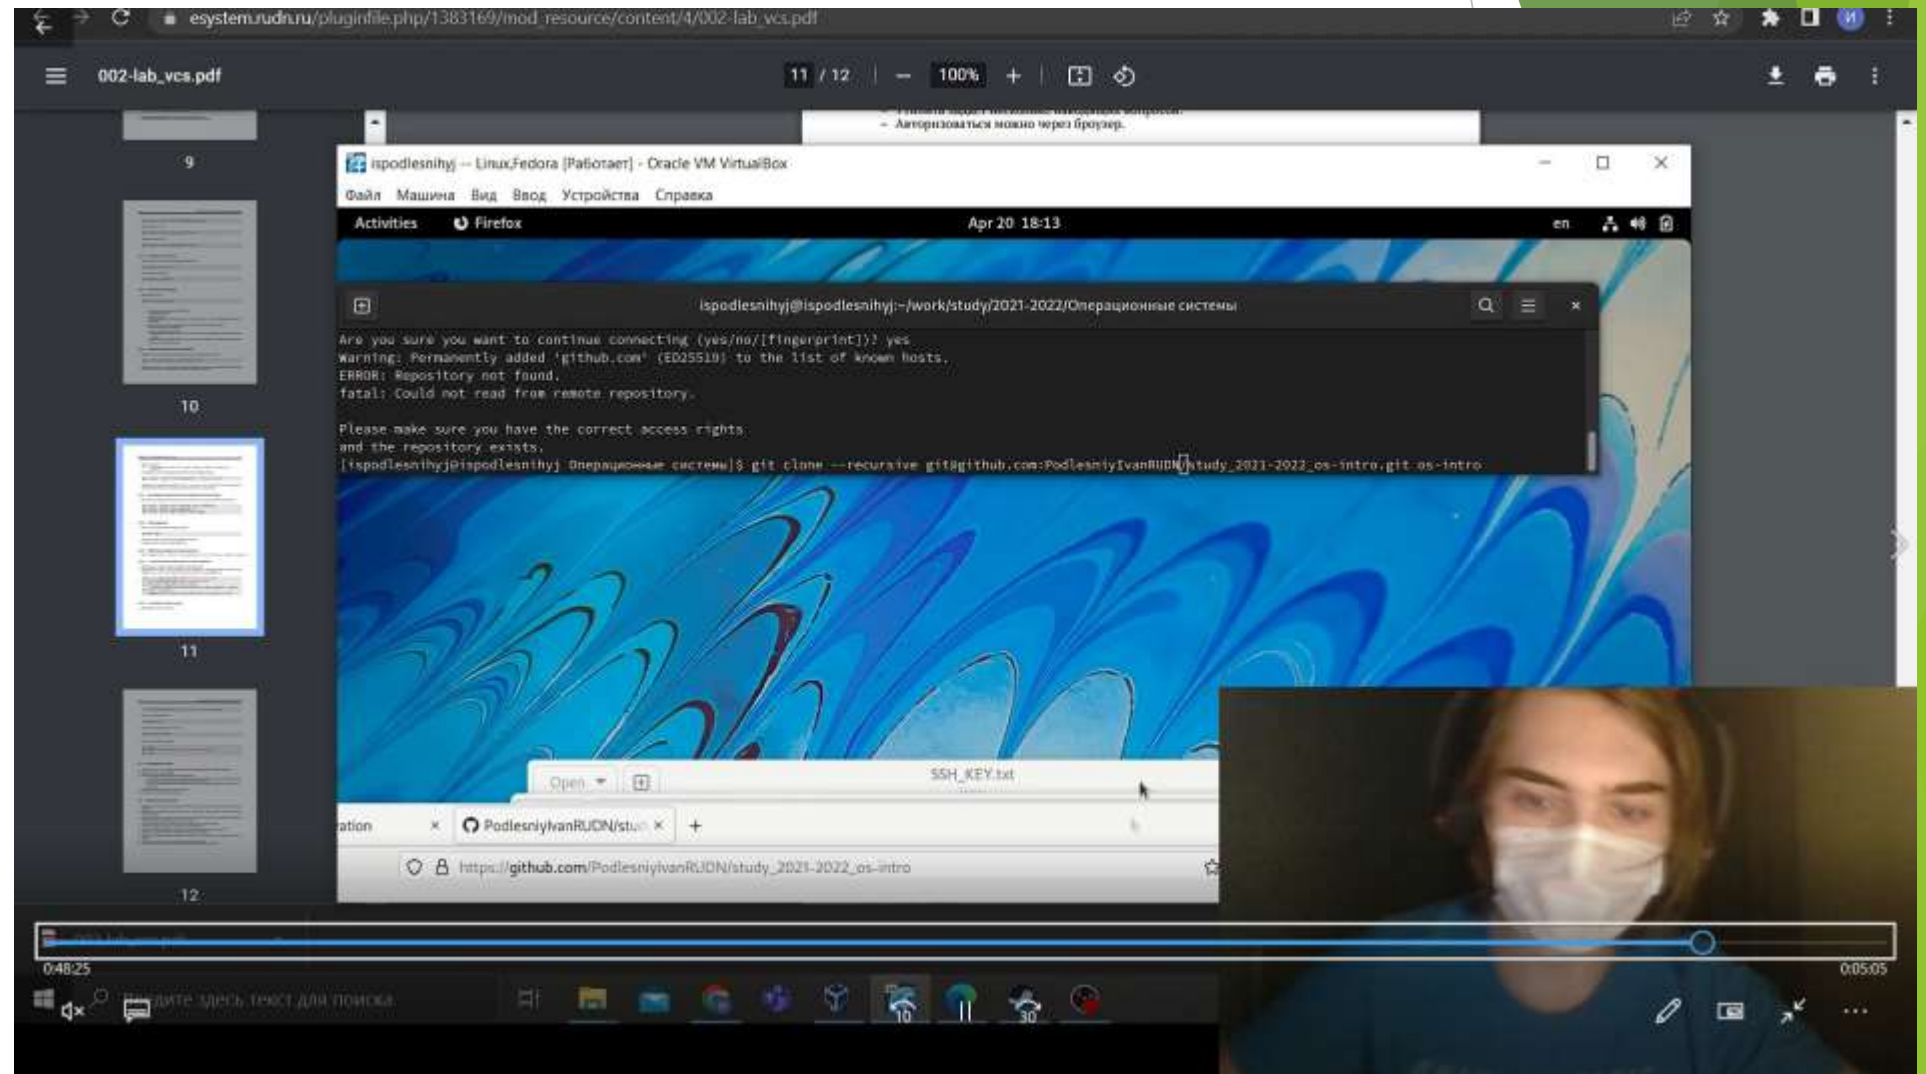 esystem.rudn.ru/pluginfile.php/1383169/mod_resource/content/4/002-lab_vcs.pdf
И
002-lab_vcs.pdf
11 / 12
100%
– Авторизоваться можно через броузер.
9
10
11
12
ispodlesnihyj -- Linux,Fedora [Работает] - Oracle VM VirtualBox
Файл Машина Вид Ввод Устройства Справка
Activities Firefox Apr 20 18:13 en
ispodlesnihyj@ispodlesnihyj:~/work/study/2021-2022/Операционные системы
Are you sure you want to continue connecting (yes/no/[fingerprint])? yes
Warning: Permanently added 'github.com' (ED25519) to the list of known hosts.
ERROR: Repository not found.
fatal: Could not read from remote repository.
Please make sure you have the correct access rights
and the repository exists.
[ispodlesnihyj@ispodlesnihyj Операционные системы]$ git clone --recursive git@github.com:PodlesniyIvanRUDN/study_2021-2022_os-intro.git os-intro
Open SSH_KEY.txt
ation PodlesniyIvanRUDN/stu
https://github.com/PodlesniyIvanRUDN/study_2021-2022_os-intro
0:48:25
0:05:05
Введите здесь текст для поиска
10
30